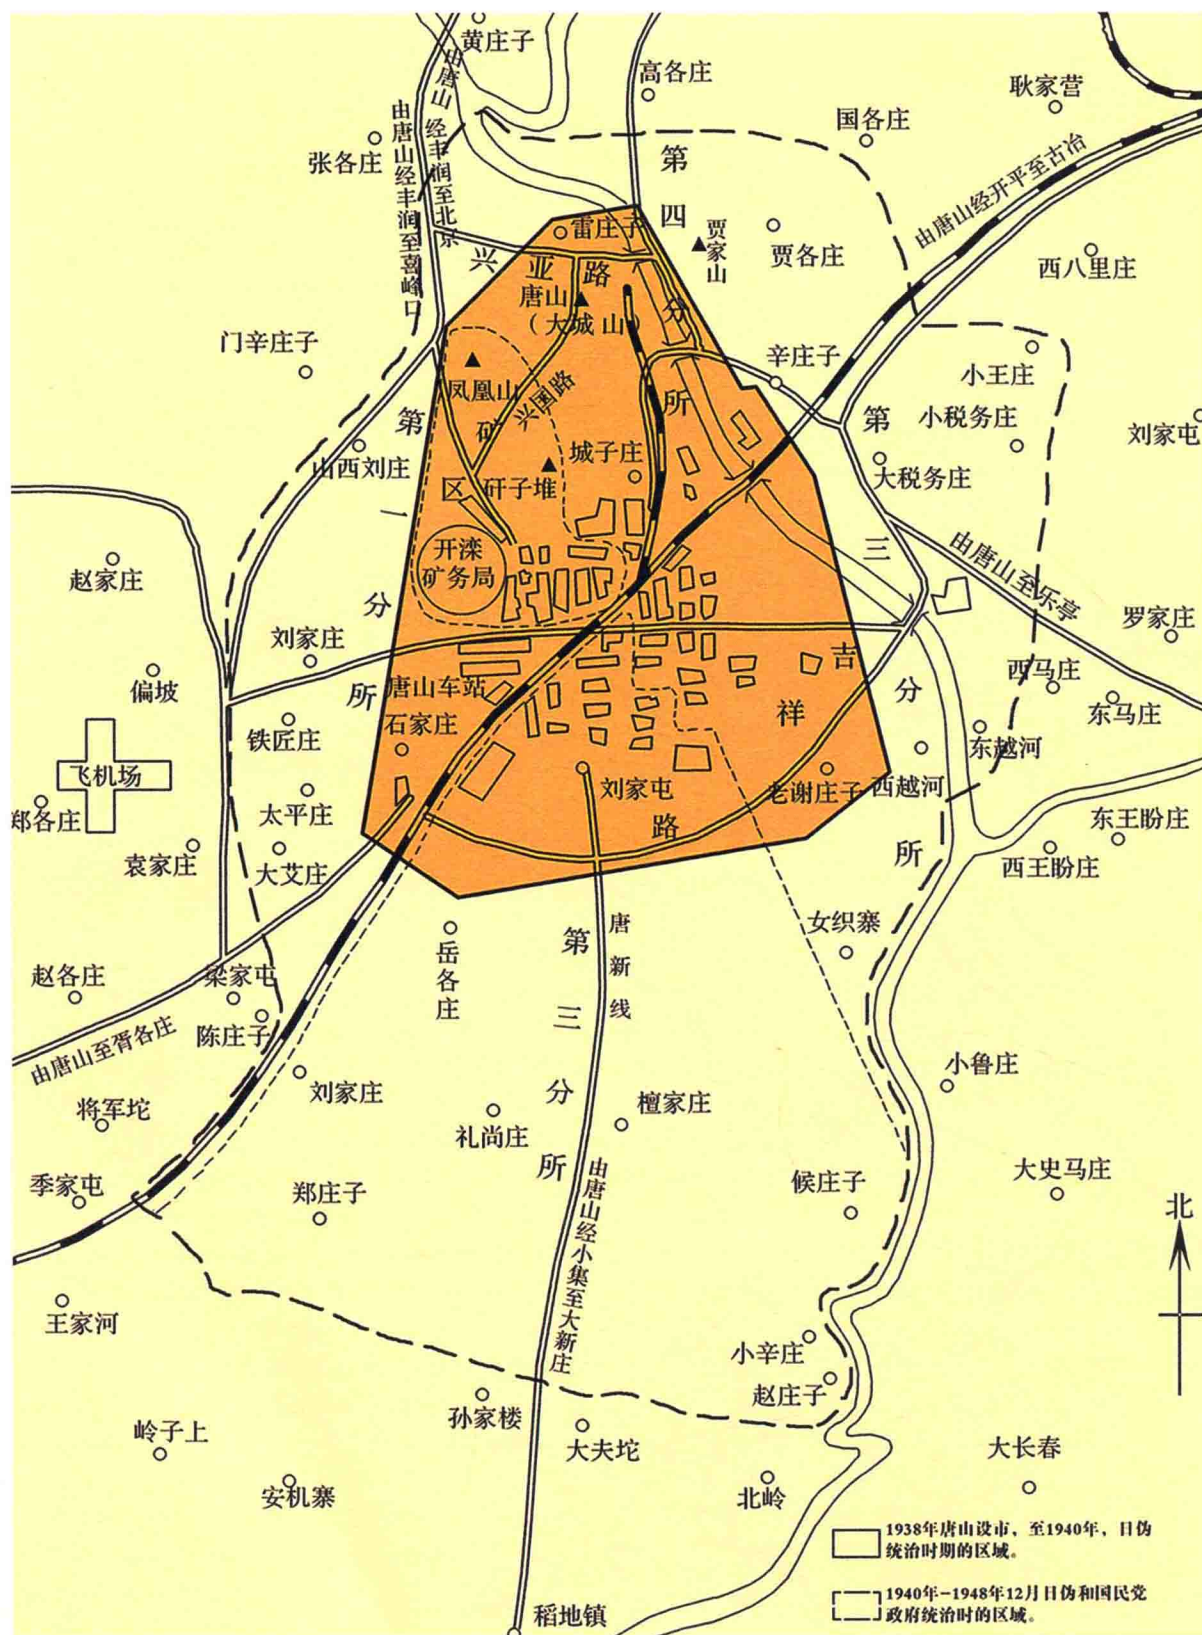 黄庄子
高各庄
耿家营
国各庄
张各庄
由唐山经丰润至北京
由唐山经丰润至喜峰口
第四分所
由唐山经开平至古冶
雷庄子
贾家山
贾各庄
西八里庄
兴亚路
唐山
（大城山）
门辛庄子
辛庄子
小王庄
凤凰山
兴国路
小税务庄
刘家屯
第一分所
矿区
山西刘庄
矸子堆
城子庄
大税务庄
第三分所
赵家庄
开滦
矿务局
由唐山至乐亭
罗家庄
刘家庄
偏坡
唐山车站
吉祥路
西马庄
东马庄
铁匠庄
石家庄
东越河
飞机场
郑各庄
太平庄
刘家屯
老谢庄子
西越河
东王盼庄
袁家庄
大艾庄
西王盼庄
女织寨
岳各庄
第三分所
唐新线
赵各庄
梁家屯
陈庄子
由唐山至胥各庄
小鲁庄
将军坨
刘家庄
礼尚庄
檀家庄
季家屯
郑庄子
由唐山经小集至大新庄
候庄子
大史马庄
北
王家河
小辛庄
赵庄子
岭子上
孙家楼
大夫坨
大长春
安机寨
北岭
1938年唐山设市，至1940年，日伪
统治时期的区域。
1940年-1948年12月日伪和国民党
政府统治时的区域。
稻地镇